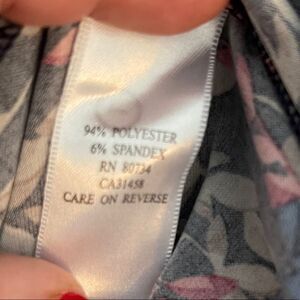 94% POLYESTER
6% SPANDEX
RN 80734
CA31458
CARE ON REVERSE